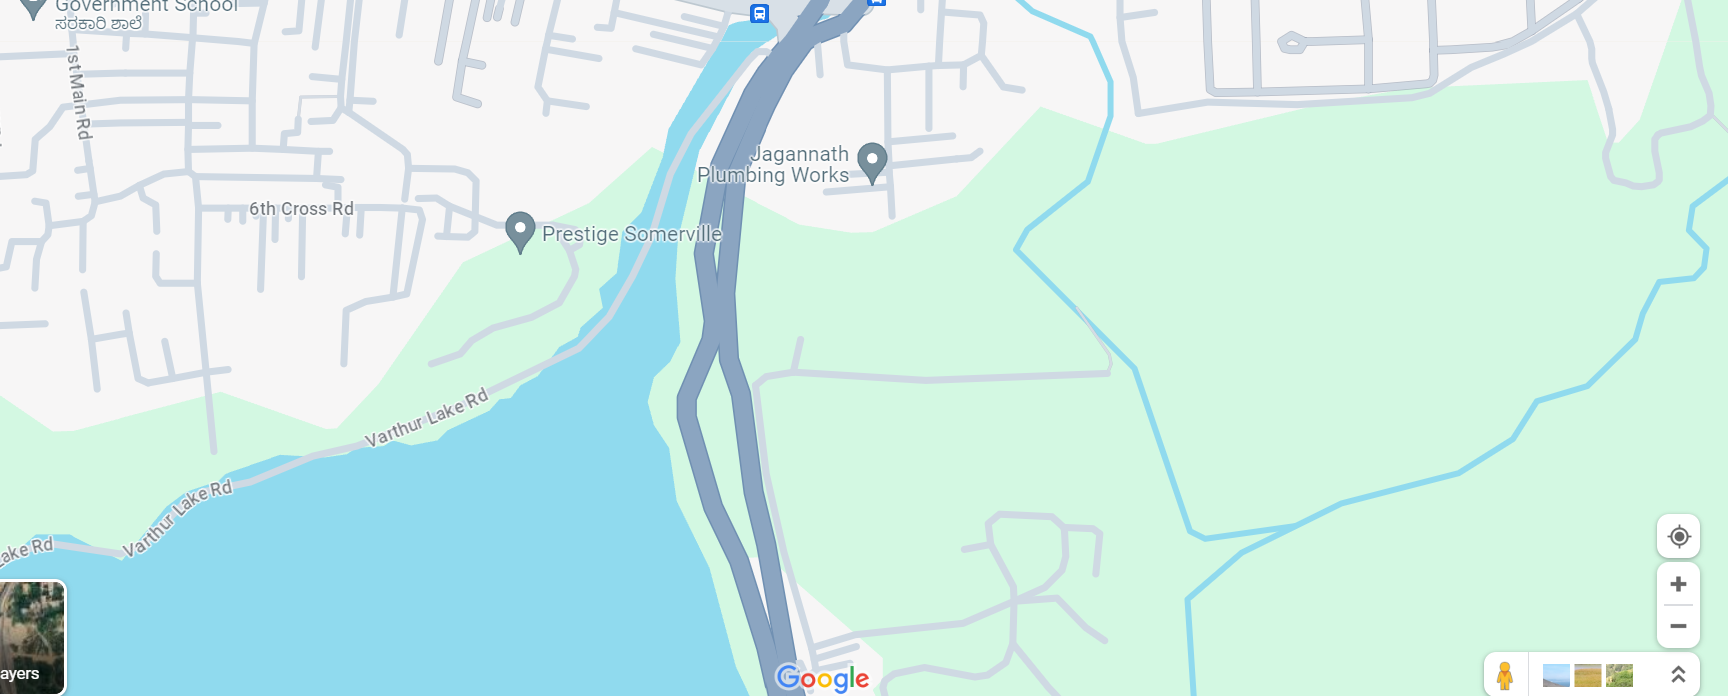 Government School
ಸರಕಾರಿ ಶಾಲೆ
1st Main Rd
Jagannath
Plumbing Works
6th Cross Rd
Prestige Somerville
Varthur Lake Rd
Varthur Lake Rd
ake Rd
ayers
Google